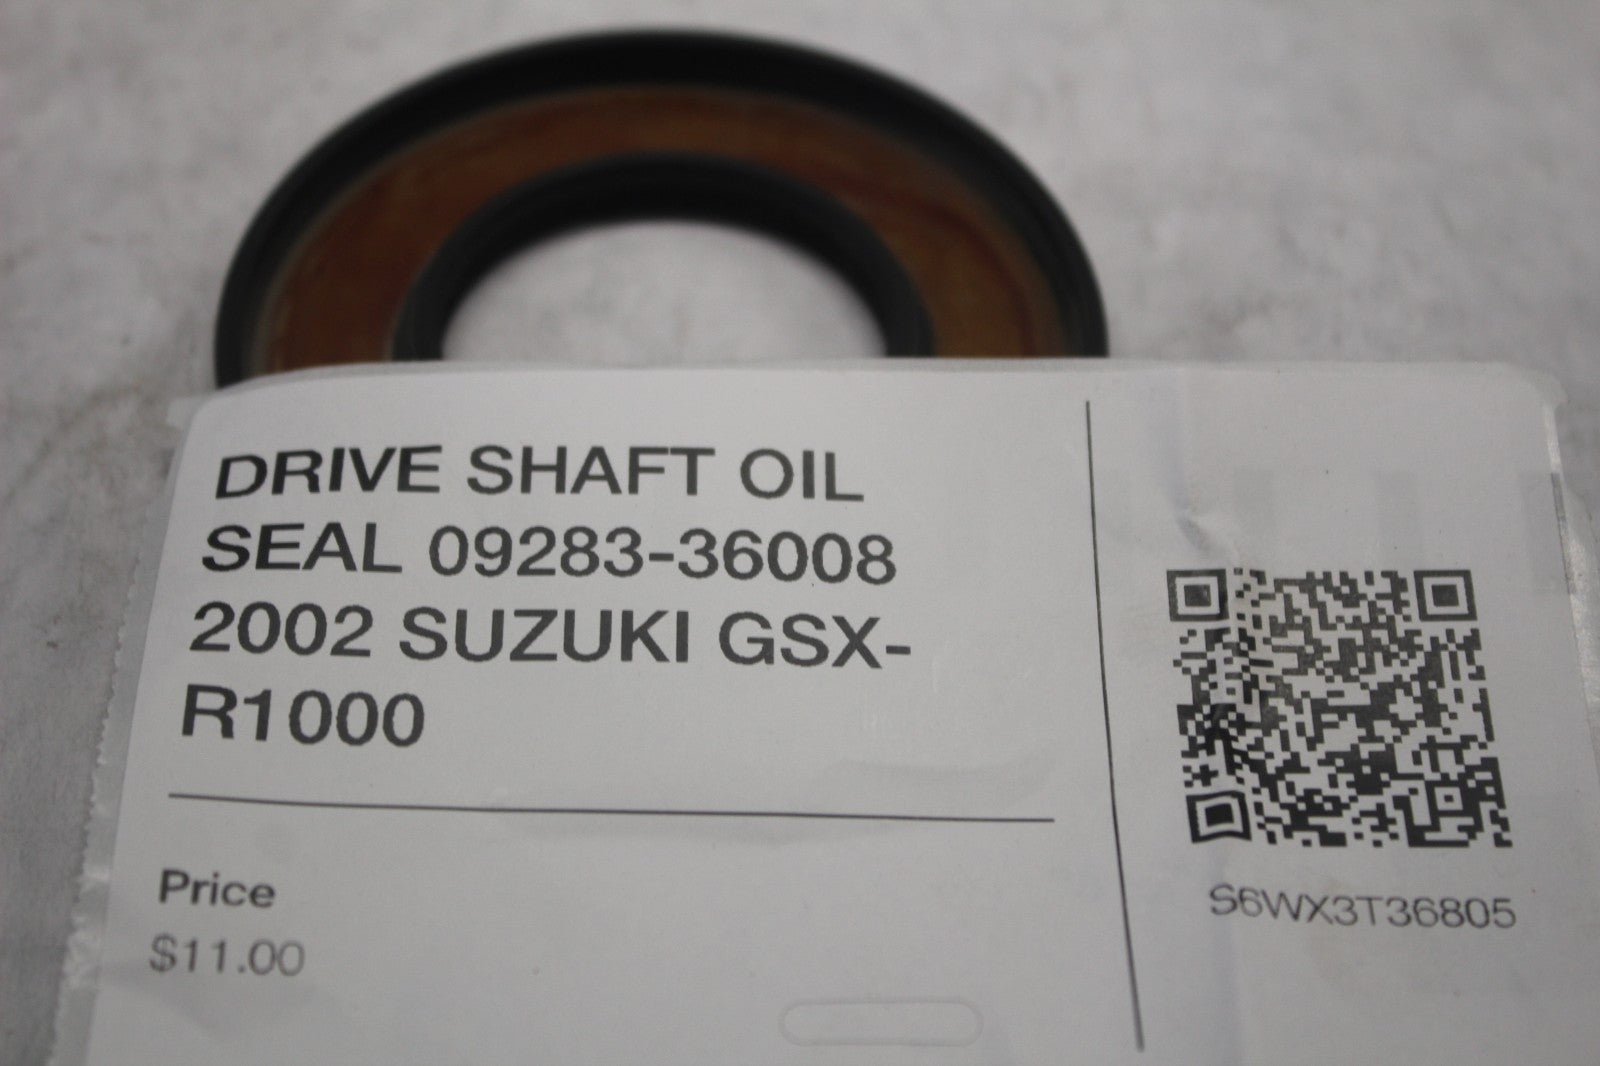 DRIVE SHAFT OIL
SEAL 09283-36008
2002 SUZUKI GSX-
R1000
Price
$11.00
S6WX3T36805